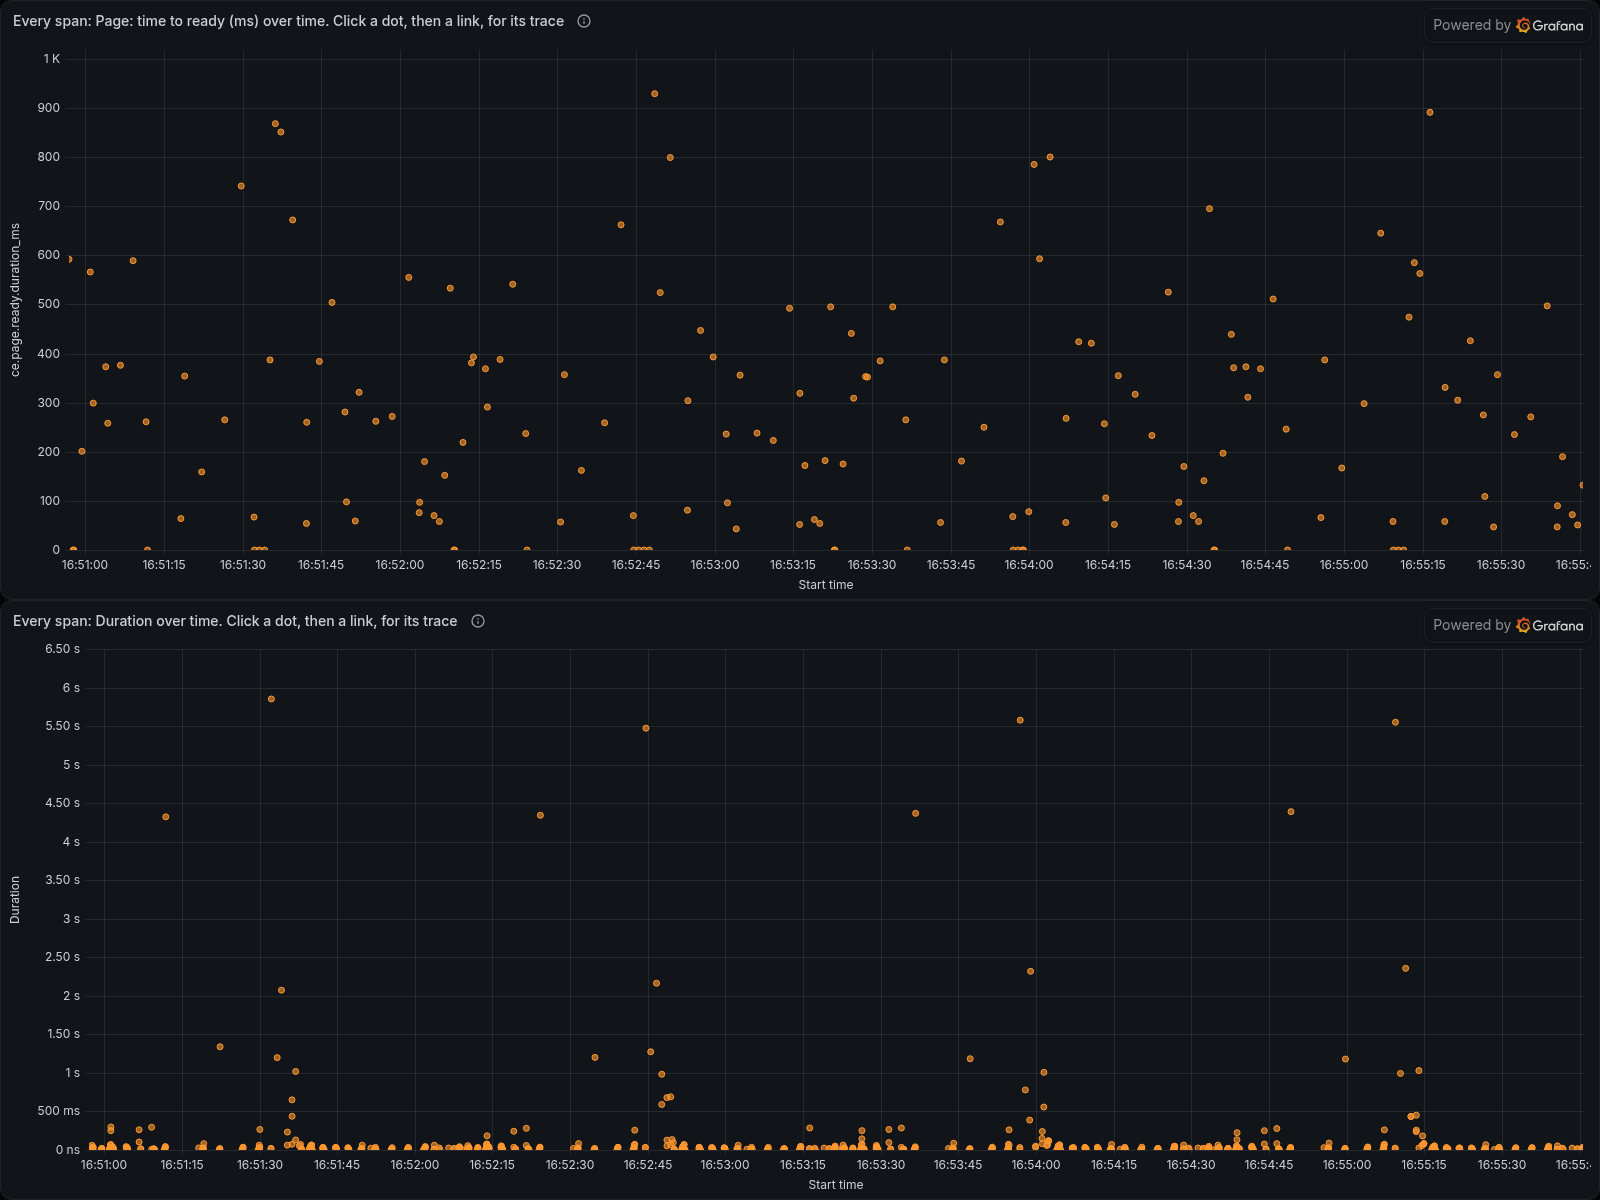 Every span: Page: time to ready (ms) over time. Click a dot, then a link, for its trace
Powered by Grafana
ce.page.ready.duration_ms
1 K
900
800
700
600
500
400
300
200
100
0
16:51:00 16:51:15 16:51:30 16:51:45 16:52:00 16:52:15 16:52:30 16:52:45 16:53:00 16:53:15 16:53:30 16:53:45 16:54:00 16:54:15 16:54:30 16:54:45 16:55:00 16:55:15 16:55:30 16:55:
Start time
Every span: Duration over time. Click a dot, then a link, for its trace
Powered by Grafana
Duration
6.50 s
6 s
5.50 s
5 s
4.50 s
4 s
3.50 s
3 s
2.50 s
2 s
1.50 s
1 s
500 ms
0 ns
16:51:00 16:51:15 16:51:30 16:51:45 16:52:00 16:52:15 16:52:30 16:52:45 16:53:00 16:53:15 16:53:30 16:53:45 16:54:00 16:54:15 16:54:30 16:54:45 16:55:00 16:55:15 16:55:30 16:55:
Start time